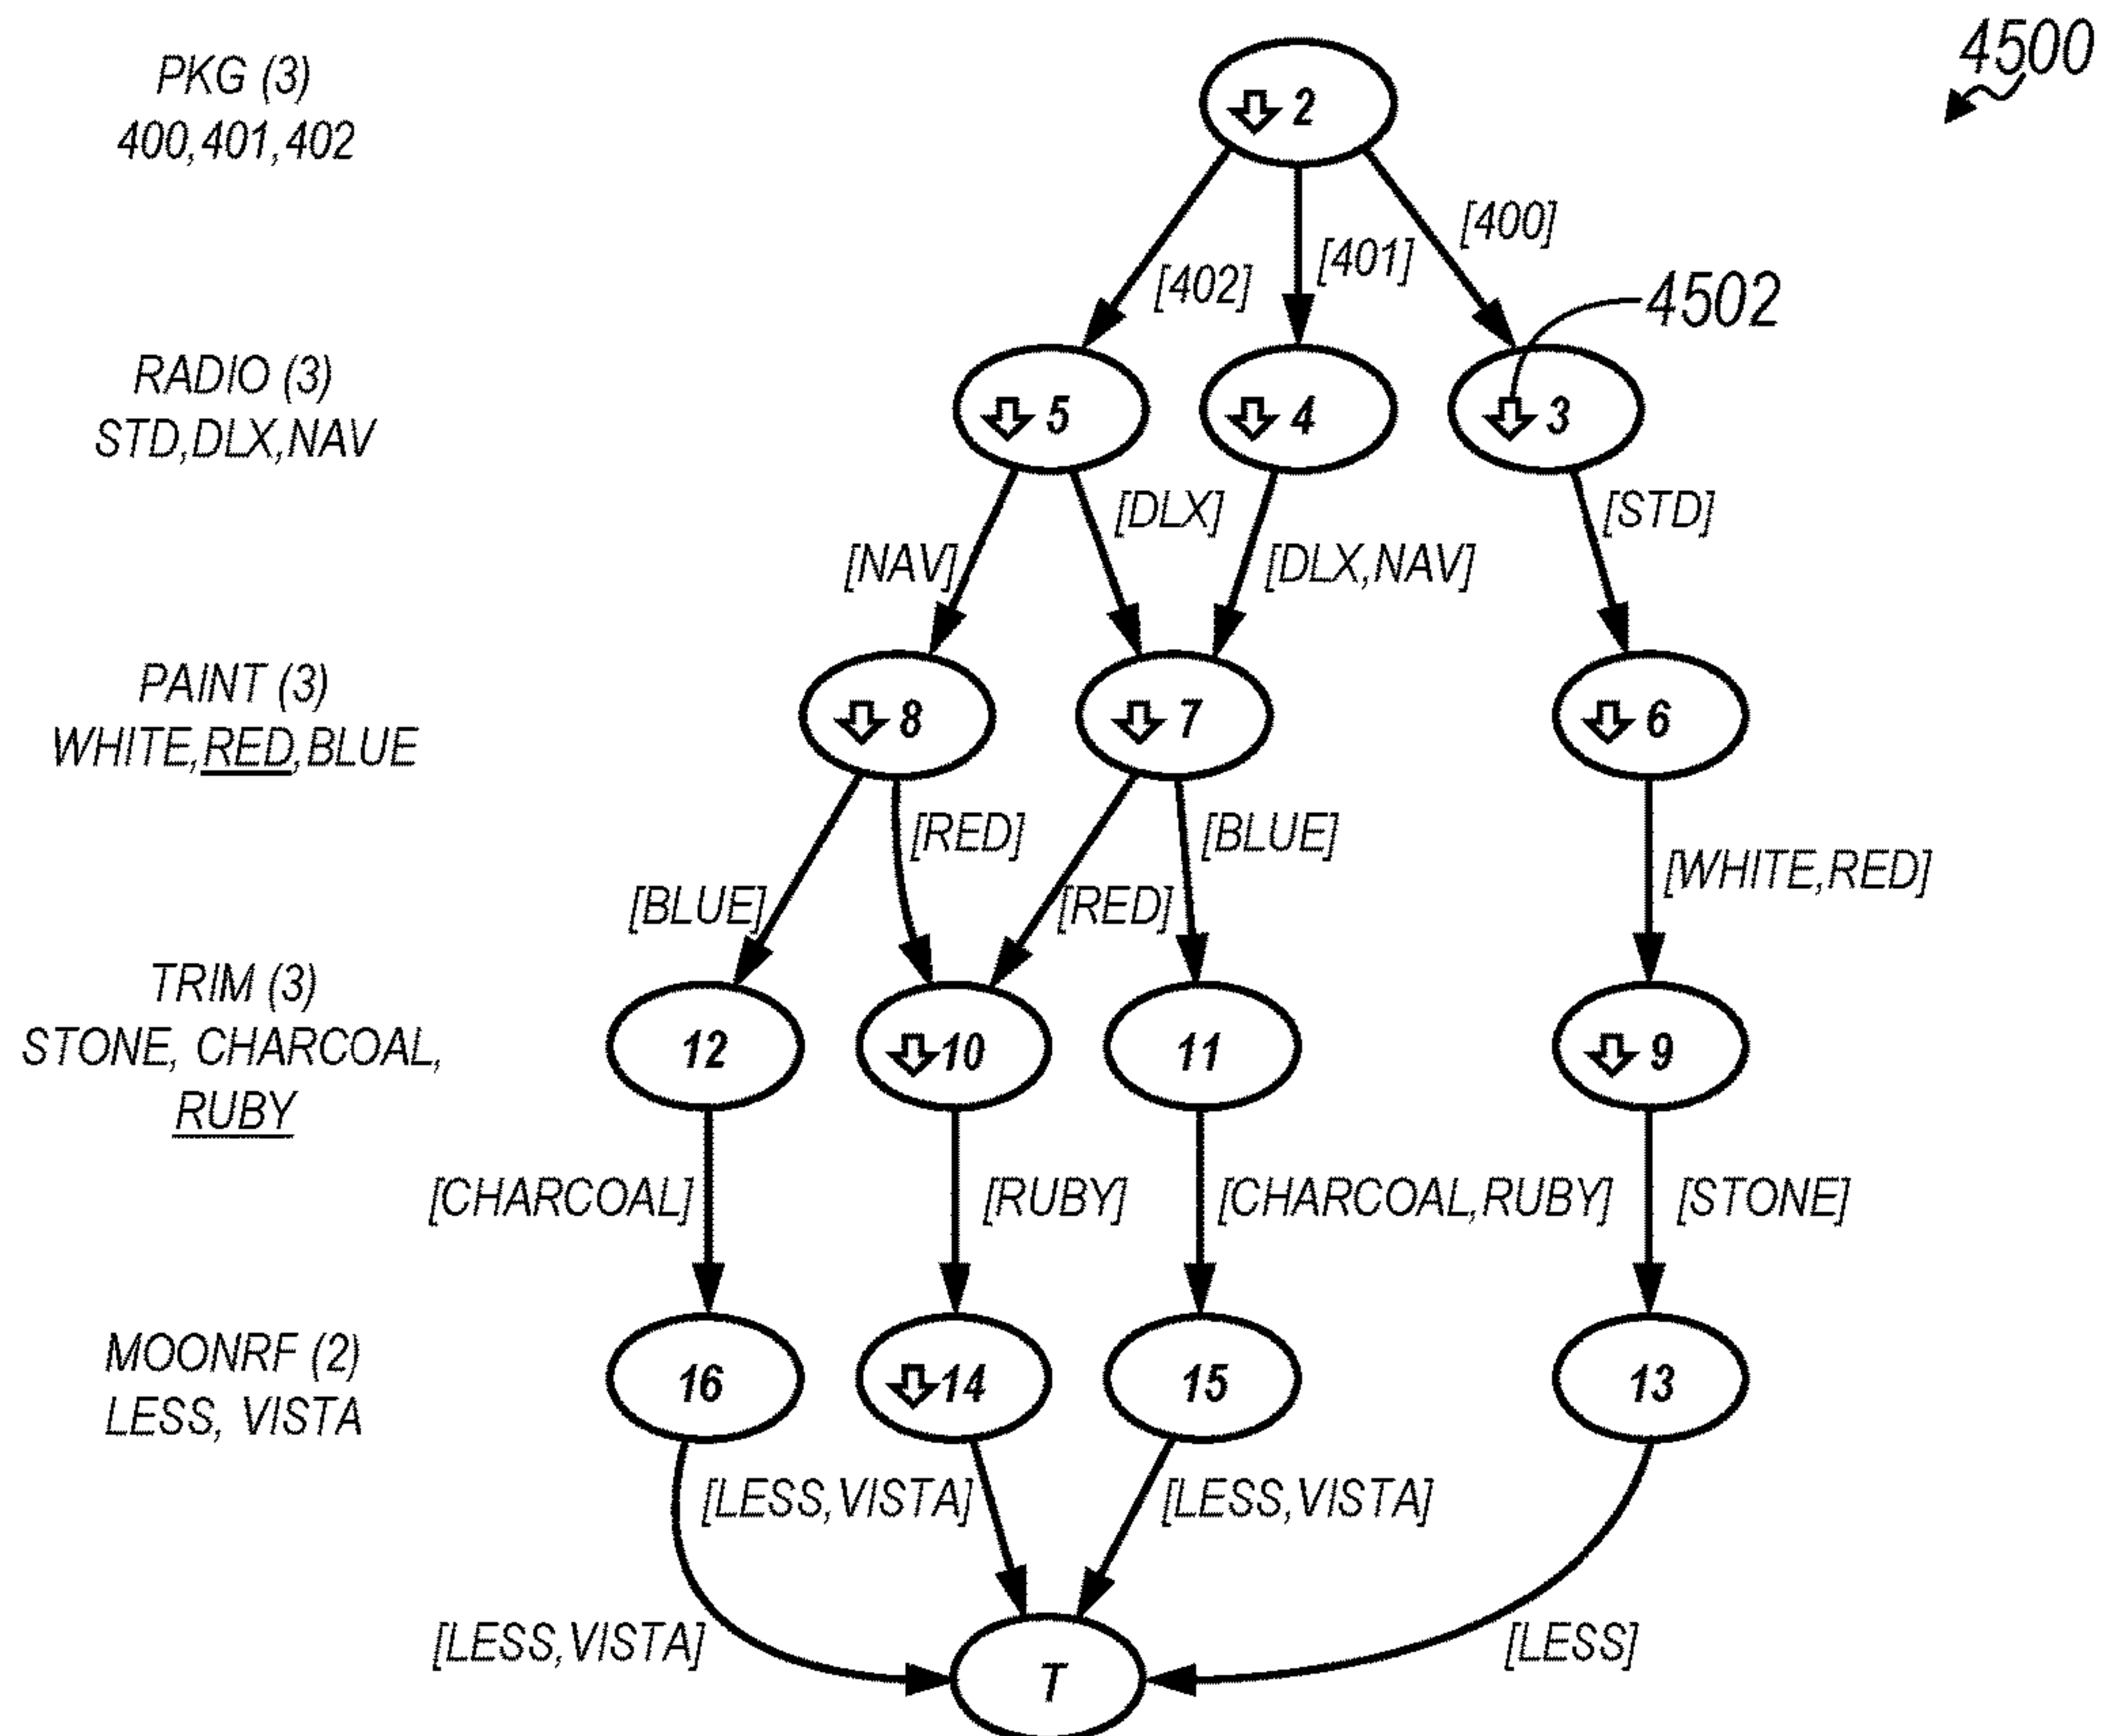 4500
PKG (3)
400,401,402
2
[402]
[401]
[400]
4502
RADIO (3)
STD,DLX,NAV
5
4
3
[NAV]
[DLX]
[DLX,NAV]
[STD]
PAINT (3)
WHITE,RED,BLUE
8
7
6
[BLUE]
[RED]
[RED]
[BLUE]
[WHITE,RED]
TRIM (3)
STONE, CHARCOAL,
RUBY
12
10
11
9
[CHARCOAL]
[RUBY]
[CHARCOAL,RUBY]
[STONE]
MOONRF (2)
LESS, VISTA
16
14
15
13
[LESS,VISTA]
[LESS,VISTA]
[LESS,VISTA]
[LESS]
T